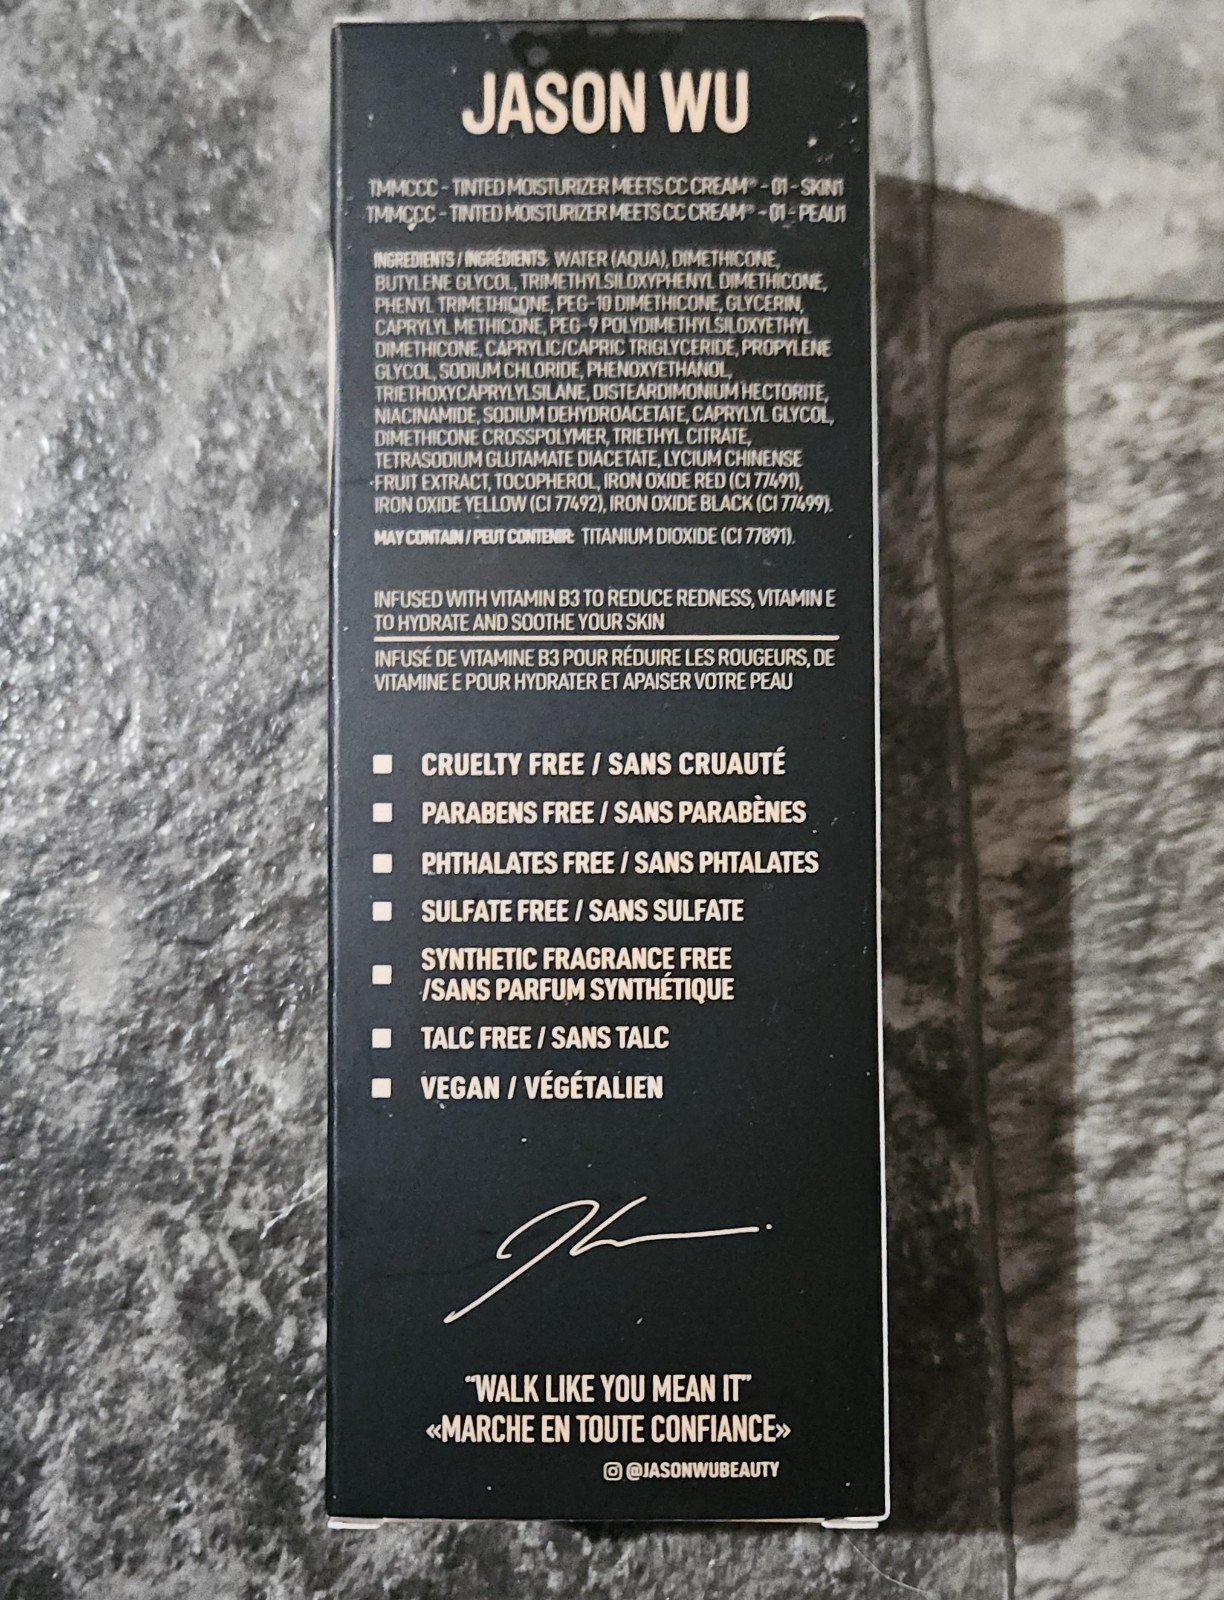 JASON WU
TMMCCC - TINTED MOISTURIZER MEETS CC CREAM® - 01 - SKIN1
TMMCCC - TINTED MOISTURIZER MEETS CC CREAM® - 01 - PEAU1
INGREDIENTS / INGRÉDIENTS: WATER (AQUA), DIMETHICONE,
BUTYLENE GLYCOL, TRIMETHYLSILOXYPHENYL DIMETHICONE,
PHENYL TRIMETHICONE, PEG-10 DIMETHICONE, GLYCERIN,
CAPRYLYL METHICONE, PEG-9 POLYDIMETHYLSILOXYETHYL
DIMETHICONE, CAPRYLIC/CAPRIC TRIGLYCERIDE, PROPYLENE
GLYCOL, SODIUM CHLORIDE, PHENOXYETHANOL,
TRIETHOXYCAPRYLYLSILANE, DISTEARDIMONIUM HECTORITE,
NIACINAMIDE, SODIUM DEHYDROACETATE, CAPRYLYL GLYCOL,
DIMETHICONE CROSSPOLYMER, TRIETHYL CITRATE,
TETRASODIUM GLUTAMATE DIACETATE, LYCIUM CHINENSE
FRUIT EXTRACT, TOCOPHEROL, IRON OXIDE RED (CI 77491),
IRON OXIDE YELLOW (CI 77492), IRON OXIDE BLACK (CI 77499).
MAY CONTAIN / PEUT CONTENIR: TITANIUM DIOXIDE (CI 77891).
INFUSED WITH VITAMIN B3 TO REDUCE REDNESS, VITAMIN E
TO HYDRATE AND SOOTHE YOUR SKIN
INFUSÉ DE VITAMINE B3 POUR RÉDUIRE LES ROUGEURS, DE
VITAMINE E POUR HYDRATER ET APAISER VOTRE PEAU
CRUELTY FREE / SANS CRUAUTÉ
PARABENS FREE / SANS PARABÈNES
PHTHALATES FREE / SANS PHTALATES
SULFATE FREE / SANS SULFATE
SYNTHETIC FRAGRANCE FREE
/SANS PARFUM SYNTHÉTIQUE
TALC FREE / SANS TALC
VEGAN / VÉGÉTALIEN
“WALK LIKE YOU MEAN IT”
«MARCHE EN TOUTE CONFIANCE»
@JASONWUBEAUTY